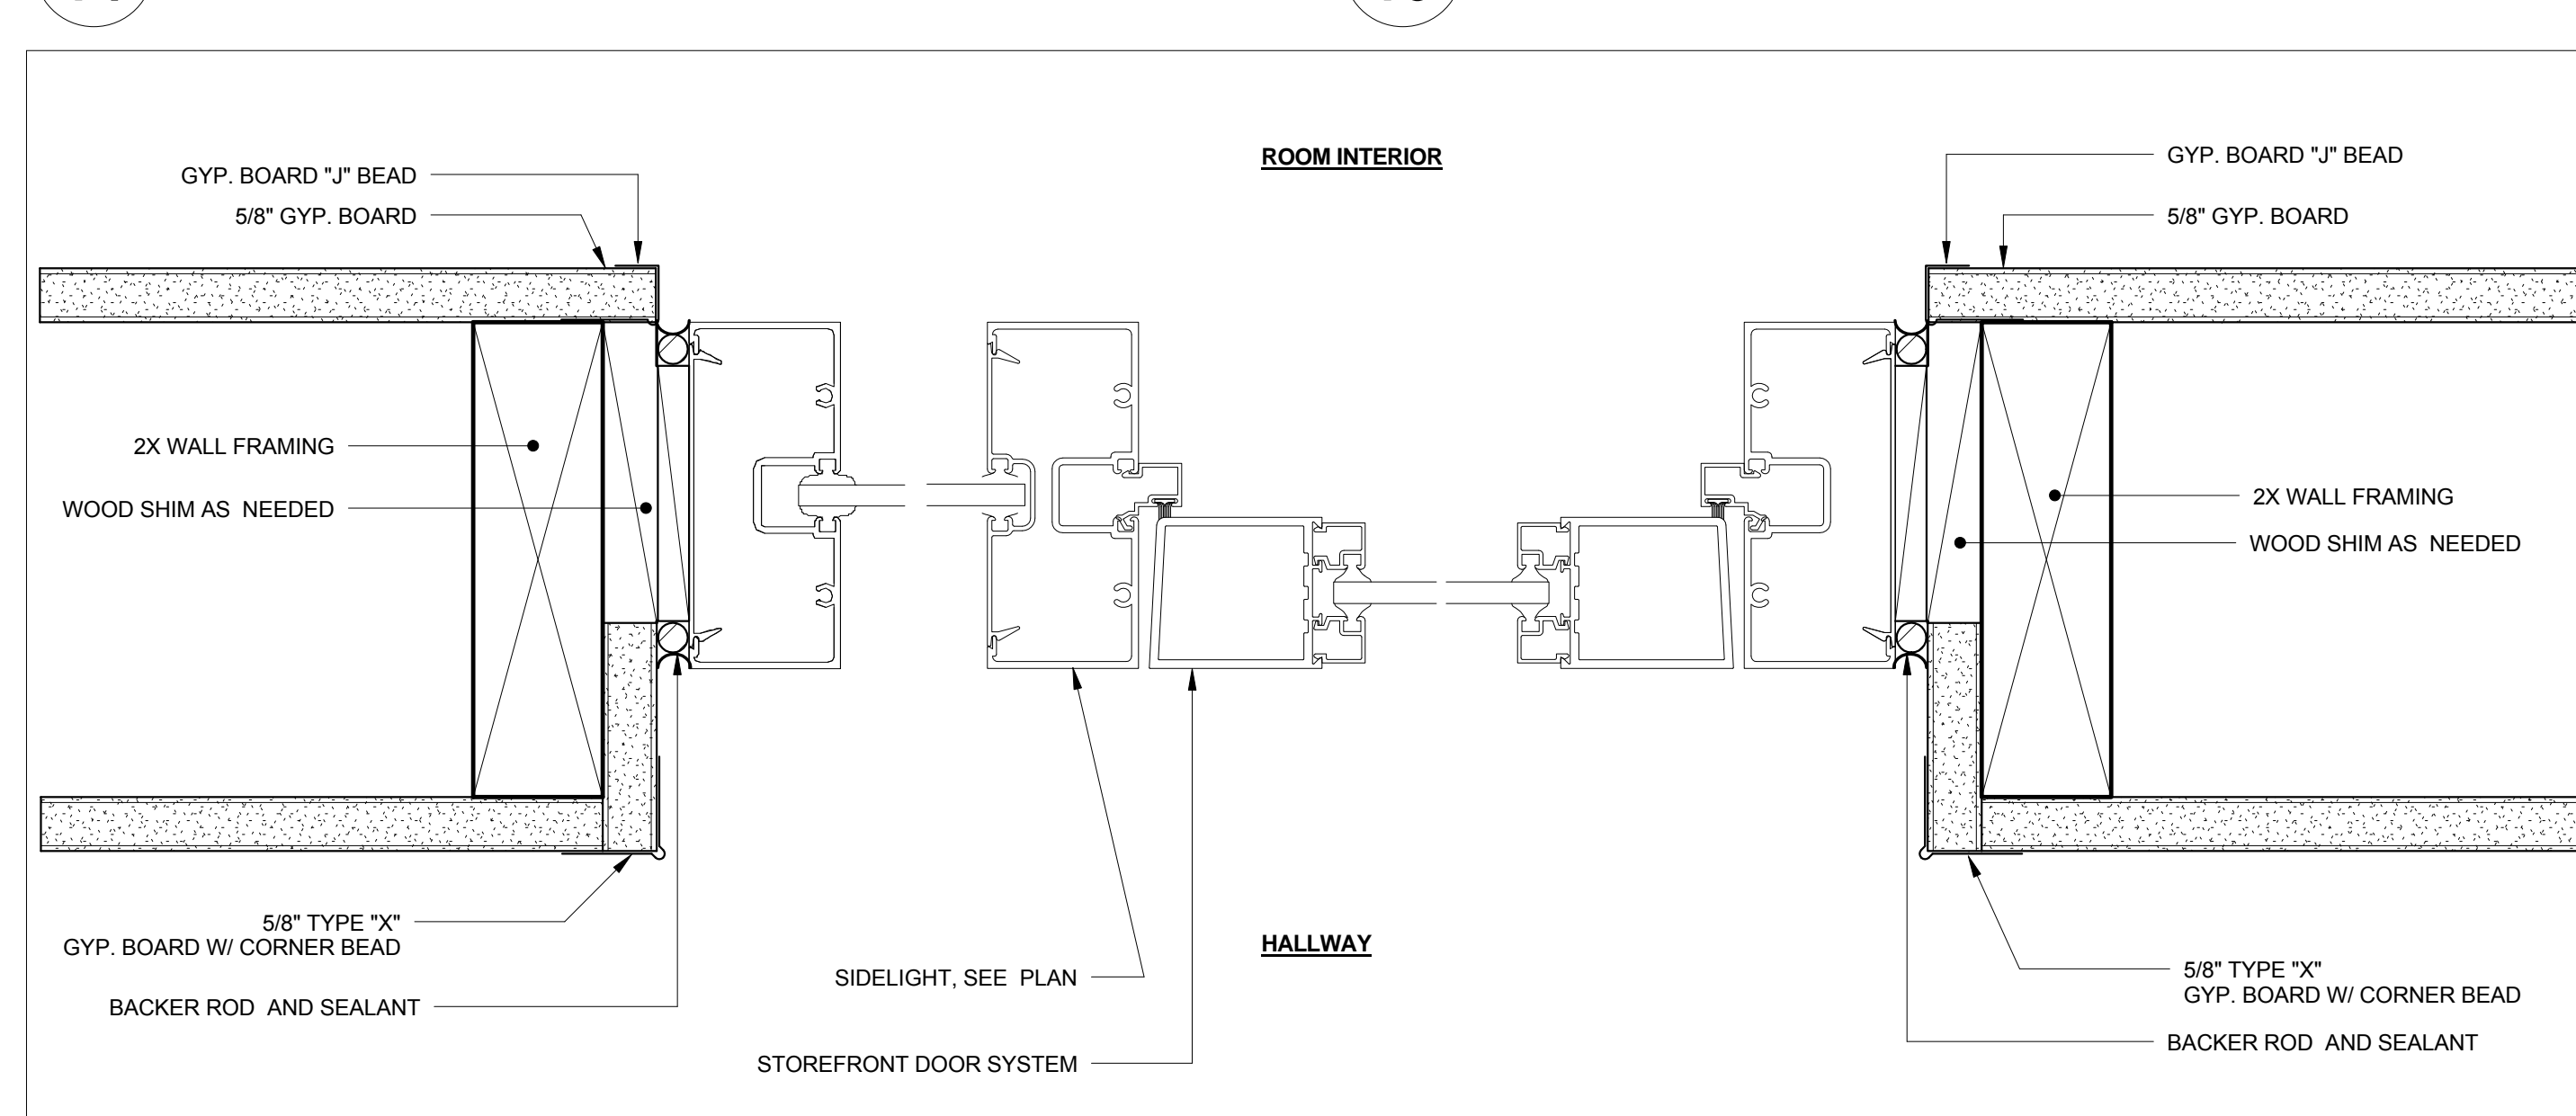 ROOM INTERIOR
GYP. BOARD "J" BEAD
5/8" GYP. BOARD
GYP. BOARD "J" BEAD
5/8" GYP. BOARD
2X WALL FRAMING
WOOD SHIM AS NEEDED
2X WALL FRAMING
WOOD SHIM AS NEEDED
5/8" TYPE "X"
GYP. BOARD W/ CORNER BEAD
BACKER ROD AND SEALANT
HALLWAY
SIDELIGHT, SEE PLAN
STOREFRONT DOOR SYSTEM
5/8" TYPE "X"
GYP. BOARD W/ CORNER BEAD
BACKER ROD AND SEALANT